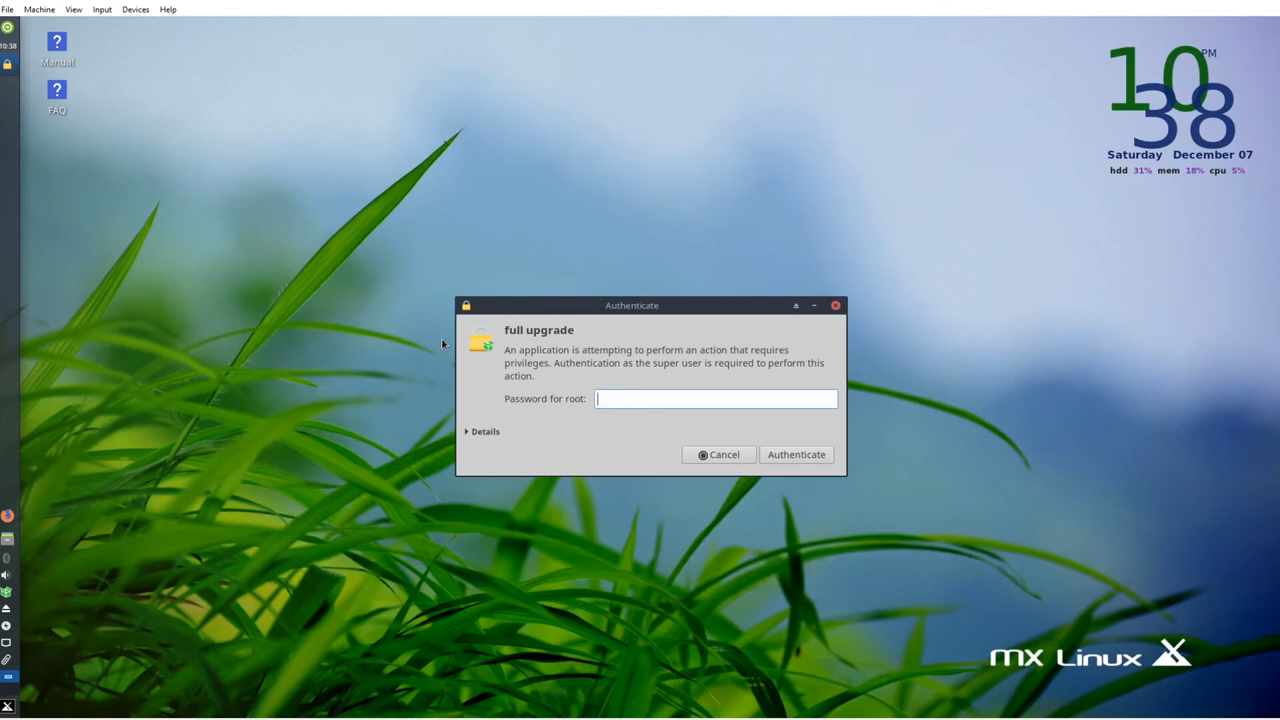 File Machine View Input Devices Help
10:38
Manual
FAQ
10 PM
38
Saturday December 07
hdd 31% mem 18% cpu 5%
Authenticate
full upgrade
An application is attempting to perform an action that requires
privileges. Authentication as the super user is required to perform this
action.
Password for root:
Details
Cancel Authenticate
mx Linux